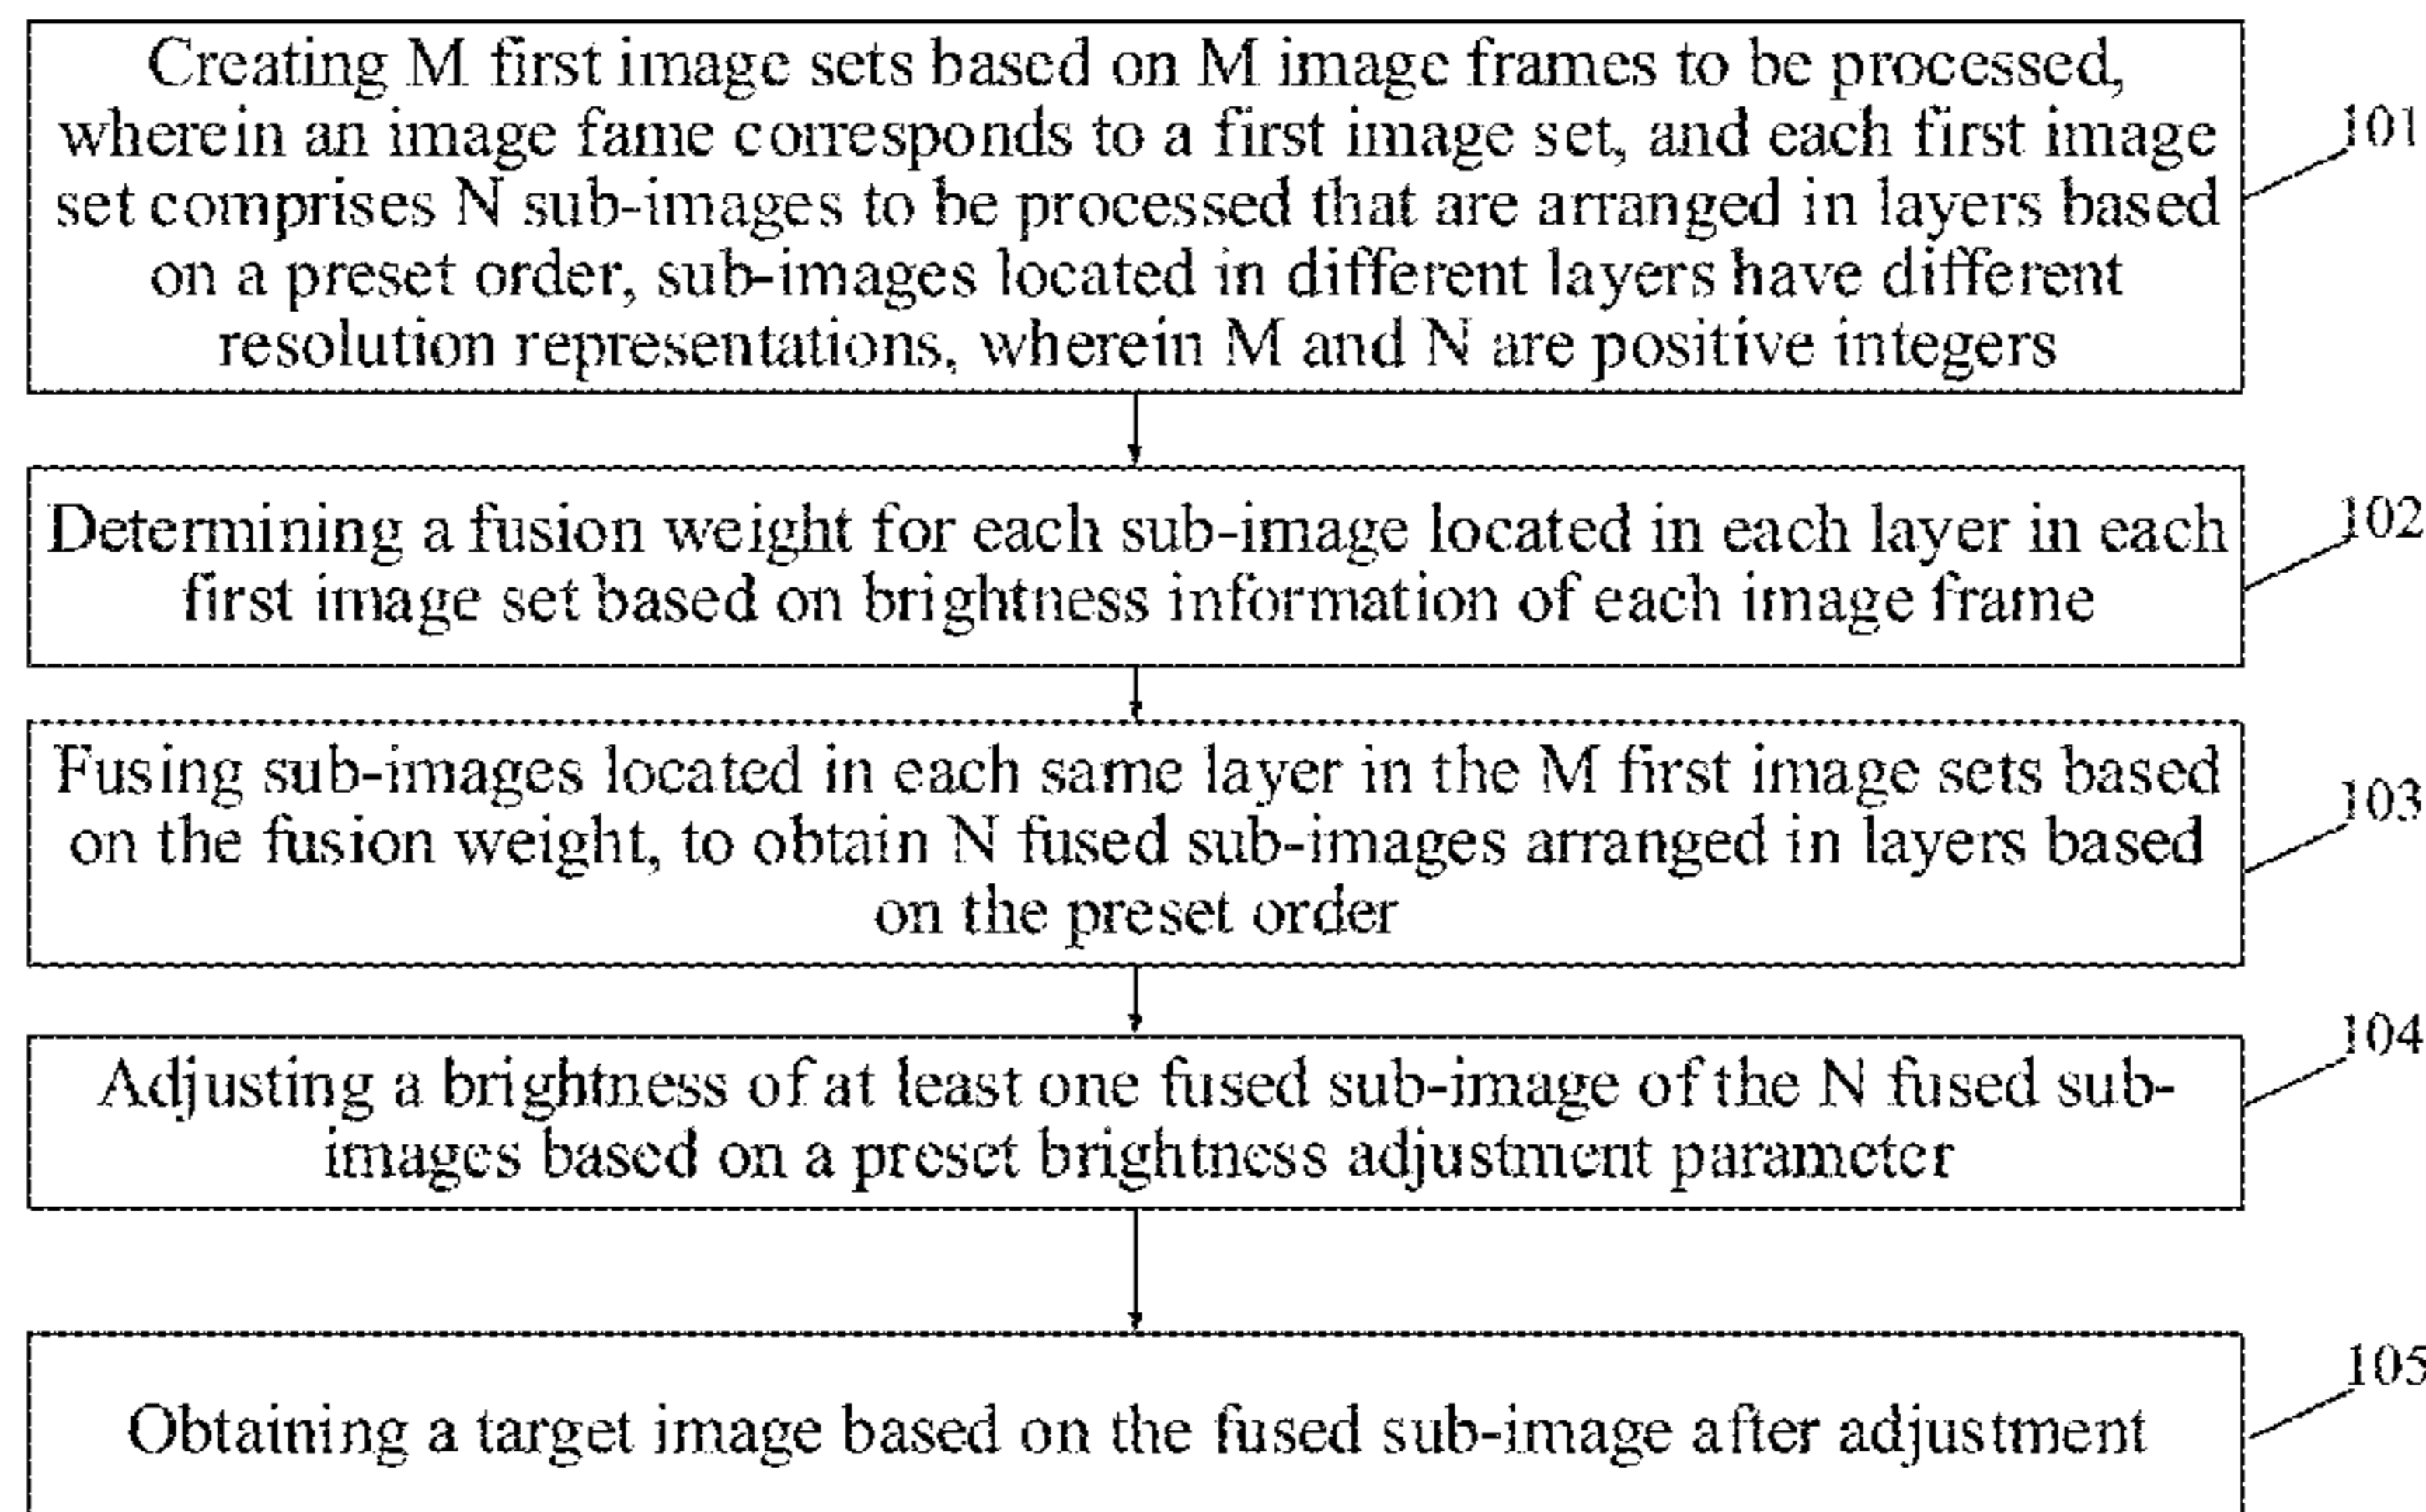 Creating M first image sets based on M image frames to be processed,
wherein an image fame corresponds to a first image set, and each first image
set comprises N sub-images to be processed that are arranged in layers based
on a preset order, sub-images located in different layers have different
resolution representations, wherein M and N are positive integers
101
Determining a fusion weight for each sub-image located in each layer in each
first image set based on brightness information of each image frame
102
Fusing sub-images located in each same layer in the M first image sets based
on the fusion weight, to obtain N fused sub-images arranged in layers based
on the preset order
103
Adjusting a brightness of at least one fused sub-image of the N fused sub-
images based on a preset brightness adjustment parameter
104
Obtaining a target image based on the fused sub-image after adjustment
105